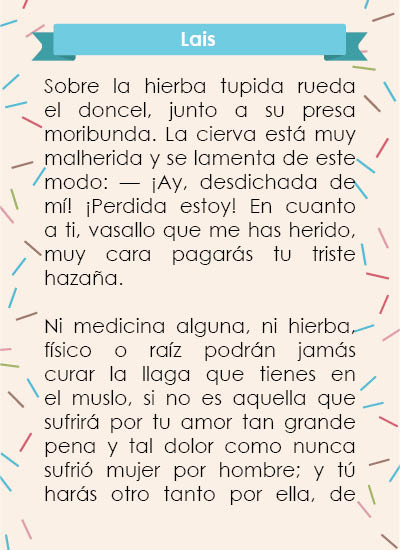 Lais
Sobre la hierba tupida rueda
el doncel, junto a su presa
moribunda. La cierva está muy
malherida y se lamenta de este
modo: — ¡Ay, desdichada de
mí! ¡Perdida estoy! En cuanto
a ti, vasallo que me has herido,
muy cara pagarás tu triste
hazaña.
Ni medicina alguna, ni hierba,
físico o raíz podrán jamás
curar la llaga que tienes en
el muslo, si no es aquella que
sufrirá por tu amor tan grande
pena y tal dolor como nunca
sufrió mujer por hombre; y tú
harás otro tanto por ella, de